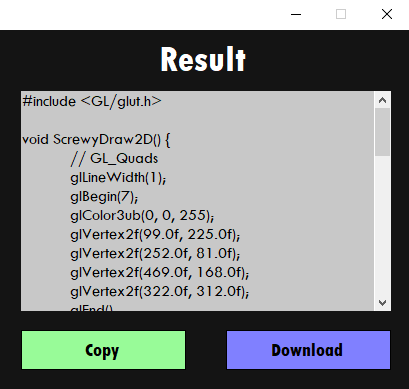 Result
#include <GL/glut.h>
void ScrewyDraw2D() {
// GL_Quads
glLineWidth(1);
glBegin(7);
glColor3ub(0, 0, 255);
glVertex2f(99.0f, 225.0f);
glVertex2f(252.0f, 81.0f);
glVertex2f(469.0f, 168.0f);
glVertex2f(322.0f, 312.0f);
glEnd()
Copy Download